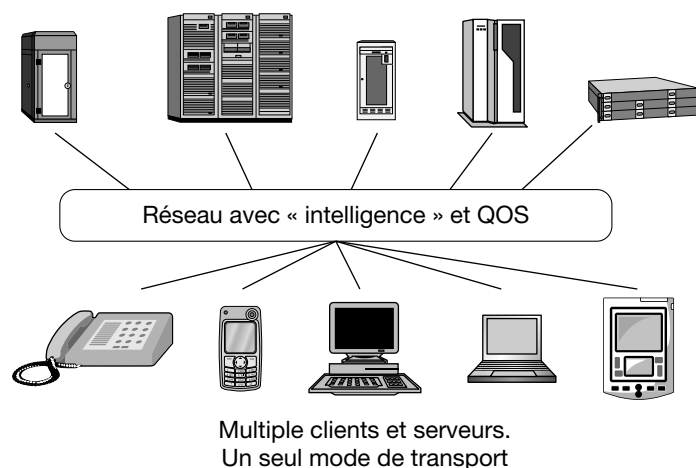 Réseau avec « intelligence » et QOS
Multiple clients et serveurs.
Un seul mode de transport